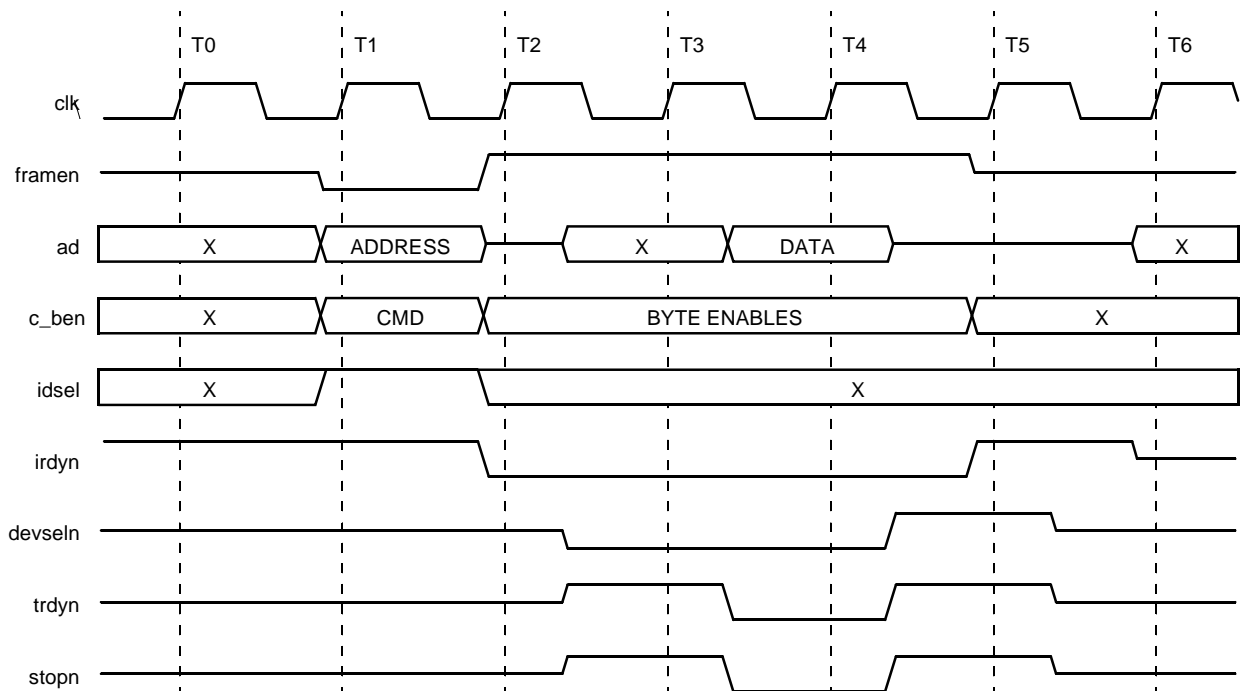 T0 T1 T2 T3 T4 T5 T6
clk
framen
ad X ADDRESS X DATA X
c_ben X CMD BYTE ENABLES X
idsel X X
irdyn
devseln
trdyn
stopn